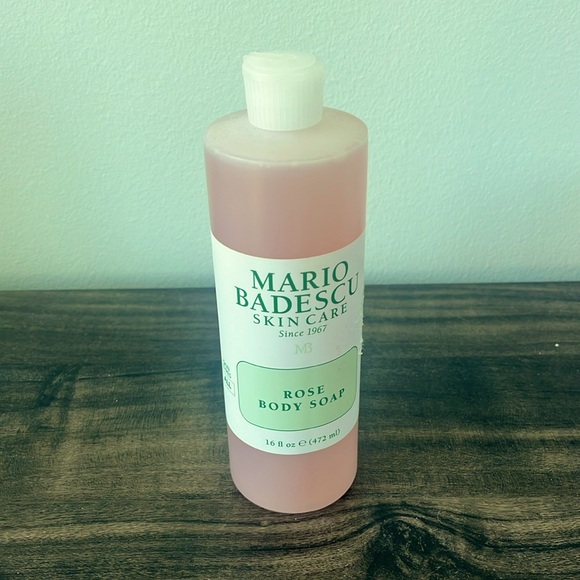 MARIO
BADESCU
SKIN CARE
Since 1967
MB
ROSE
BODY SOAP
16 fl oz ℮ (472 ml)